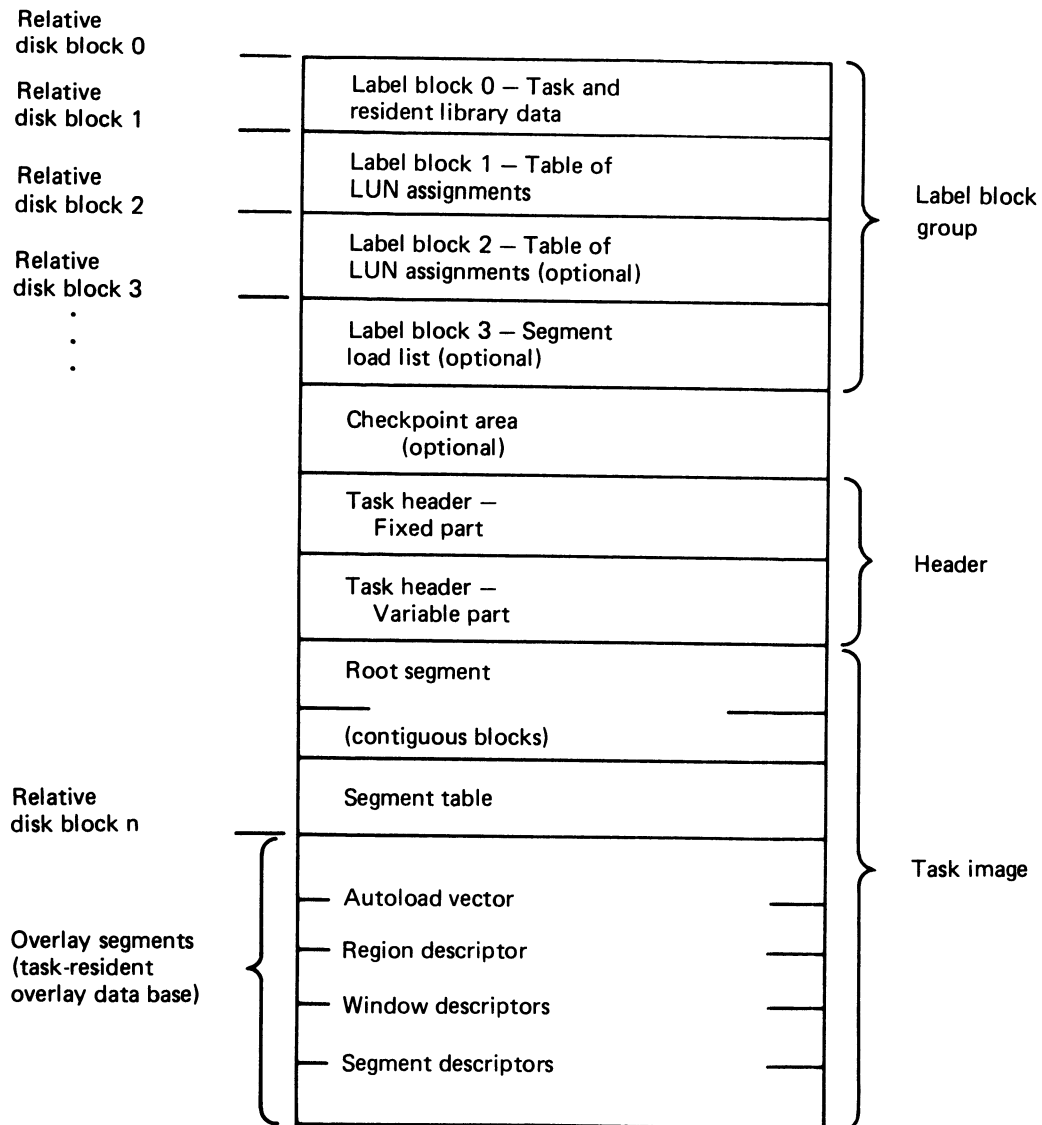 Relative
disk block 0
Relative
disk block 1
Relative
disk block 2
Relative
disk block 3
.
.
.
Label block 0 — Task and
resident library data
Label block 1 — Table of
LUN assignments
Label block 2 — Table of
LUN assignments (optional)
Label block 3 — Segment
load list (optional)
Label block
group
Checkpoint area
(optional)
Task header —
Fixed part
Task header —
Variable part
Header
Root segment
(contiguous blocks)
Segment table
Relative
disk block n
Task image
Overlay segments
(task-resident
overlay data base)
Autoload vector
Region descriptor
Window descriptors
Segment descriptors